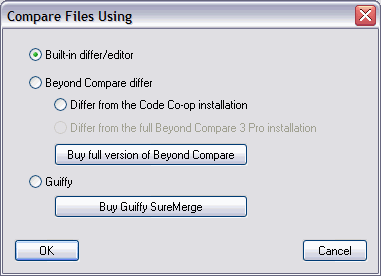 Compare Files Using
Built-in differ/editor
Beyond Compare differ
Differ from the Code Co-op installation
Differ from the full Beyond Compare 3 Pro installation
Buy full version of Beyond Compare
Guiffy
Buy Guiffy SureMerge
OK
Cancel